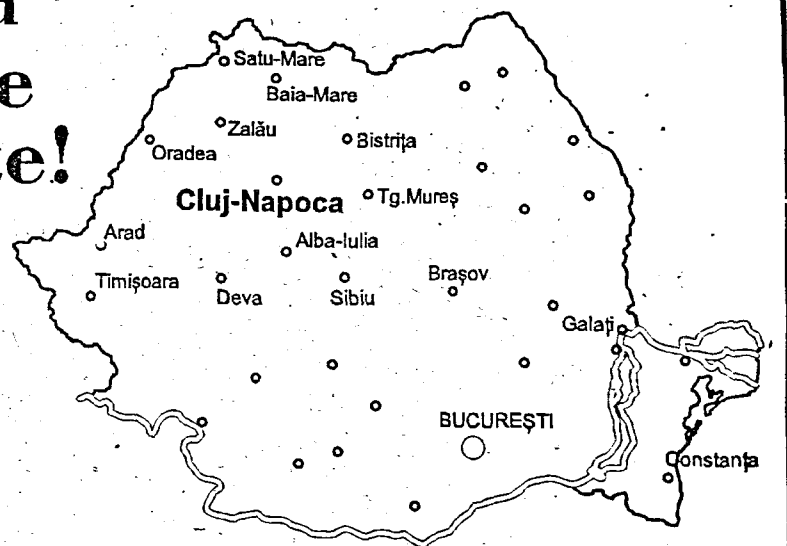 Satu-Mare
Baia-Mare
Zalău
Oradea
Bistrița
Cluj-Napoca
Tg.Mureș
Arad
Alba-Iulia
Timișoara
Deva
Sibiu
Brașov
Galați
BUCUREȘTI
Constanța